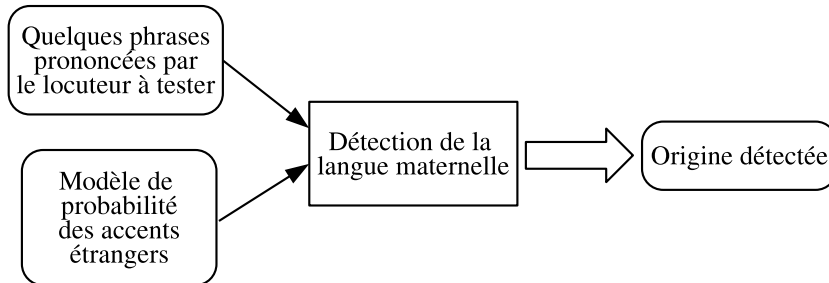 Quelques phrases
prononcées par
le locuteur à tester
Modèle de
probabilité
des accents
étrangers
Détection de la
langue maternelle
Origine détectée